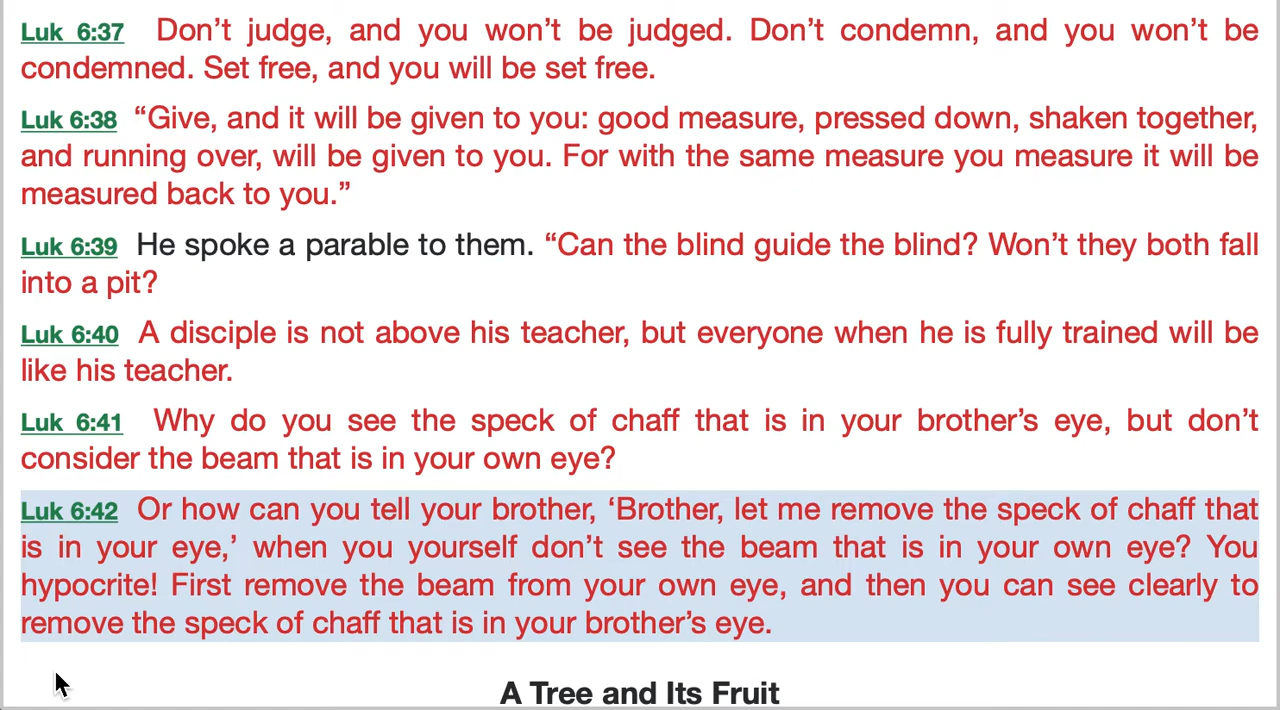 Luk 6:37 Don’t judge, and you won’t be judged. Don’t condemn, and you won’t be
condemned. Set free, and you will be set free.
Luk 6:38 “Give, and it will be given to you: good measure, pressed down, shaken together,
and running over, will be given to you. For with the same measure you measure it will be
measured back to you.”
Luk 6:39 He spoke a parable to them. “Can the blind guide the blind? Won’t they both fall
into a pit?
Luk 6:40 A disciple is not above his teacher, but everyone when he is fully trained will be
like his teacher.
Luk 6:41 Why do you see the speck of chaff that is in your brother’s eye, but don’t
consider the beam that is in your own eye?
Luk 6:42 Or how can you tell your brother, ‘Brother, let me remove the speck of chaff that
is in your eye,’ when you yourself don’t see the beam that is in your own eye? You
hypocrite! First remove the beam from your own eye, and then you can see clearly to
remove the speck of chaff that is in your brother’s eye.
A Tree and Its Fruit